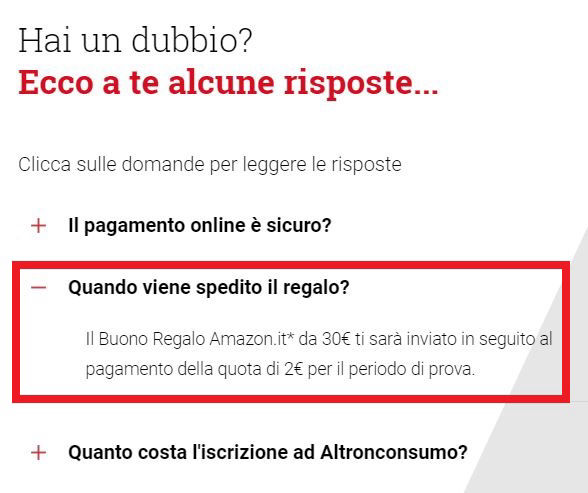 Hai un dubbio?
Ecco a te alcune risposte...
Clicca sulle domande per leggere le risposte
+ Il pagamento online è sicuro?
− Quando viene spedito il regalo?
Il Buono Regalo Amazon.it* da 30€ ti sarà inviato in seguito al
pagamento della quota di 2€ per il periodo di prova.
+ Quanto costa l'iscrizione ad Altronconsumo?